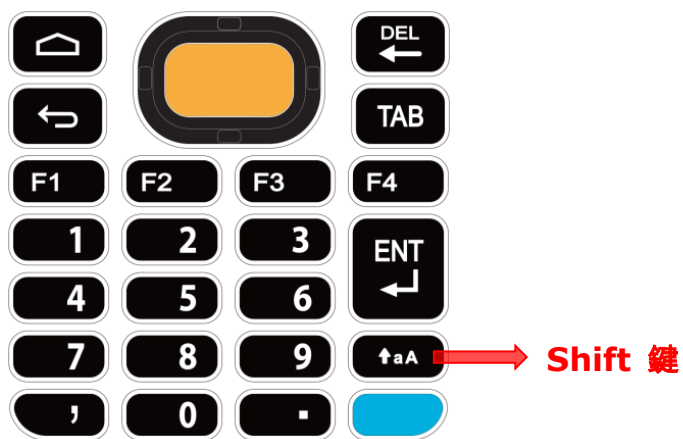 DEL
TAB
F1 F2 F3 F4
1 2 3 ENT
4 5 6
7 8 9 aA Shift 鍵
, 0 .